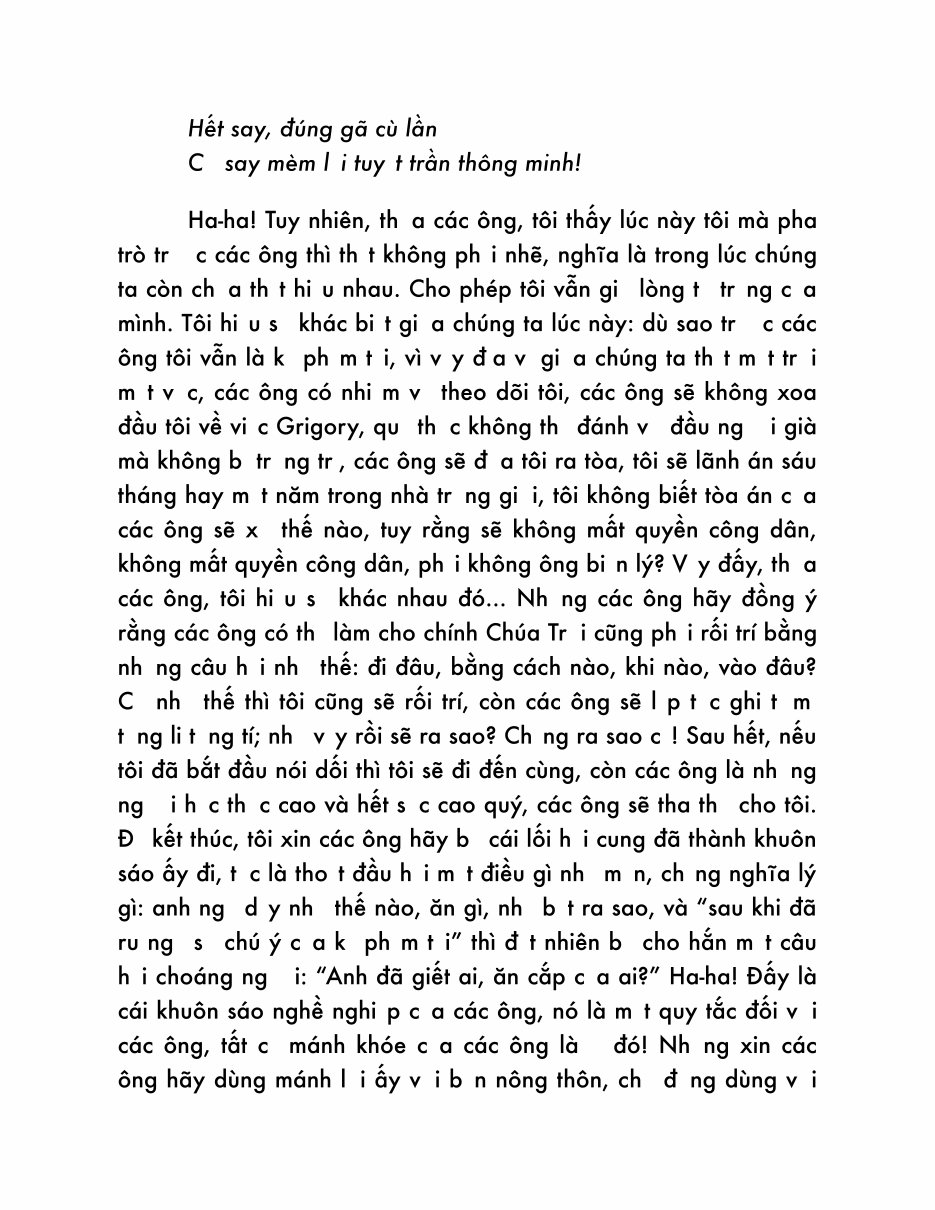 Hết say, đúng gã cù lần
C say mèm l i tuy t trần thông minh!
Ha-ha! Tuy nhiên, th a các ông, tôi thấy lúc này tôi mà pha
trò tr c các ông thì th t không ph i nhẽ, nghĩa là trong lúc chúng
ta còn ch a th t hi u nhau. Cho phép tôi vẫn gi lòng t tr ng c a
mình. Tôi hi u s khác bi t gi a chúng ta lúc này: dù sao tr c các
ông tôi vẫn là k ph m t i, vì v y đ a v gi a chúng ta th t m t tr i
m t v c, các ông có nhi m v theo dõi tôi, các ông sẽ không xoa
đầu tôi về vi c Grigory, qu th c không th đánh v đầu ng i già
mà không b tr ng tr , các ông sẽ đ a tôi ra tòa, tôi sẽ lãnh án sáu
tháng hay m t năm trong nhà tr ng gi i, tôi không biết tòa án c a
các ông sẽ x thế nào, tuy rằng sẽ không mất quyền công dân,
không mất quyền công dân, ph i không ông bi n lý? V y đấy, th a
các ông, tôi hi u s khác nhau đó... Nh ng các ông hãy đồng ý
rằng các ông có th làm cho chính Chúa Tr i cũng ph i rối trí bằng
nh ng câu h i nh thế: đi đâu, bằng cách nào, khi nào, vào đâu?
C nh thế thì tôi cũng sẽ rối trí, còn các ông sẽ l p t c ghi t m
t ng li t ng tí; nh v y rồi sẽ ra sao? Ch ng ra sao c ! Sau hết, nếu
tôi đã bắt đầu nói dối thì tôi sẽ đi đến cùng, còn các ông là nh ng
ng i h c th c cao và hết s c cao quý, các ông sẽ tha th cho tôi.
Đ kết thúc, tôi xin các ông hãy b cái lối h i cung đã thành khuôn
sáo ấy đi, t c là tho t đầu h i m t điều gì nh m n, ch ng nghĩa lý
gì: anh ng d y nh thế nào, ăn gì, nh b t ra sao, và “sau khi đã
ru ng s chú ý c a k ph m t i” thì đ t nhiên b cho hắn m t câu
h i choáng ng i: “Anh đã giết ai, ăn cắp c a ai?” Ha-ha! Đấy là
cái khuôn sáo nghề nghi p c a các ông, nó là m t quy tắc đối v i
các ông, tất c mánh khóe c a các ông là đó! Nh ng xin các
ông hãy dùng mánh l i ấy v i b n nông thôn, ch đ ng dùng v i